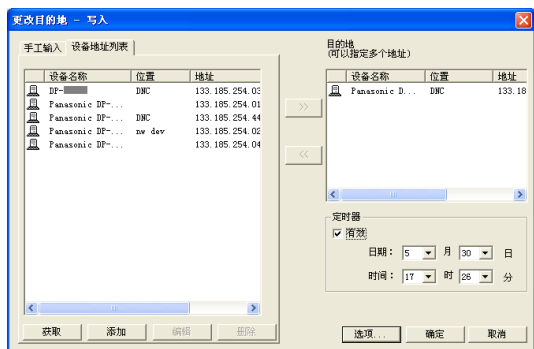 更改目的地 - 写入
手工输入 设备地址列表
设备名称 位置 地址
DP- DNC 133.185.254.03
Panasonic DP-... 133.185.254.01
Panasonic DP-... DNC 133.185.254.44
Panasonic DP-... nw dev 133.185.254.02
Panasonic DP-... 133.185.254.04
获取 添加 编辑 删除
>>
<<
目的地
(可以指定多个地址)
设备名称 位置 地址
Panasonic D... DNC 133.18
定时器
有效
日期: 5 月 30 日
时间: 17 时 26 分
选项... 确定 取消